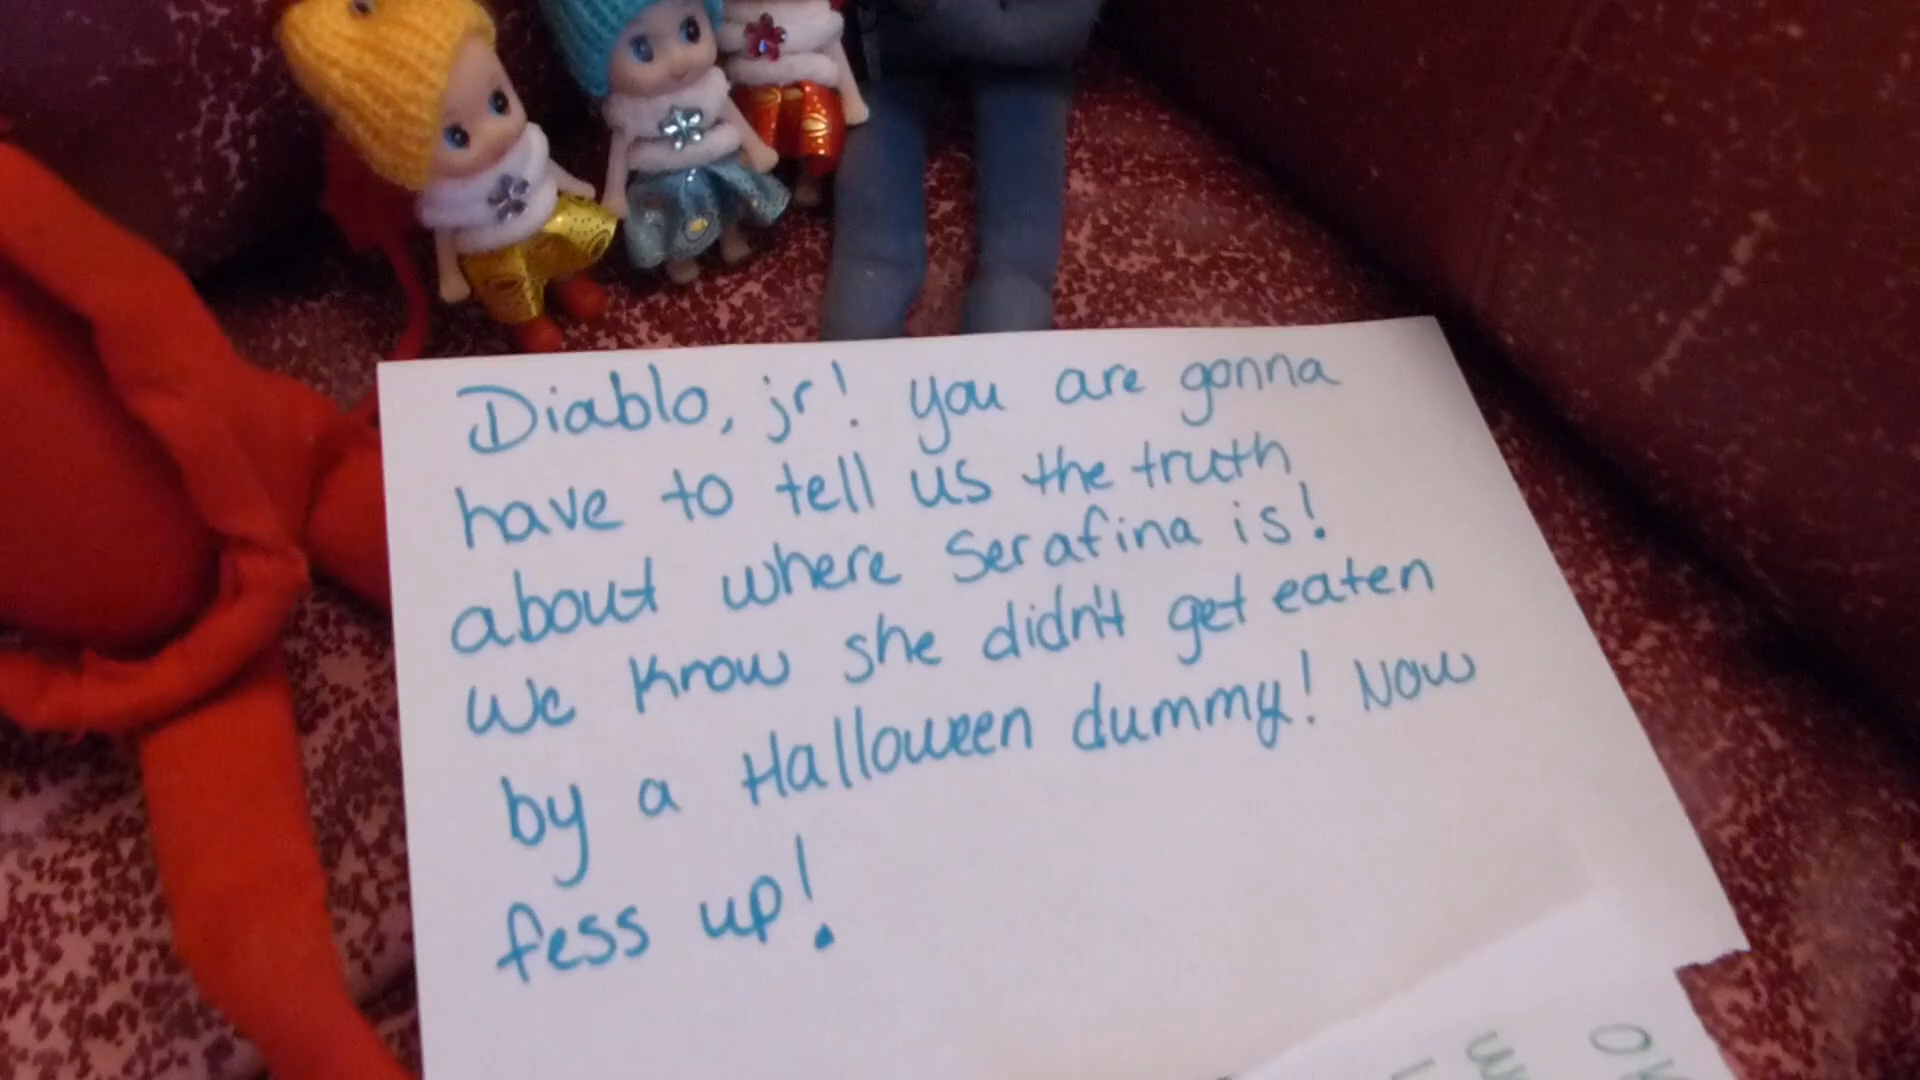 Diablo, jr! you are gonna
have to tell us the truth
about where Serafina is!
We know she didn't get eaten
by a Halloween dummy! Now
fess up!
OK